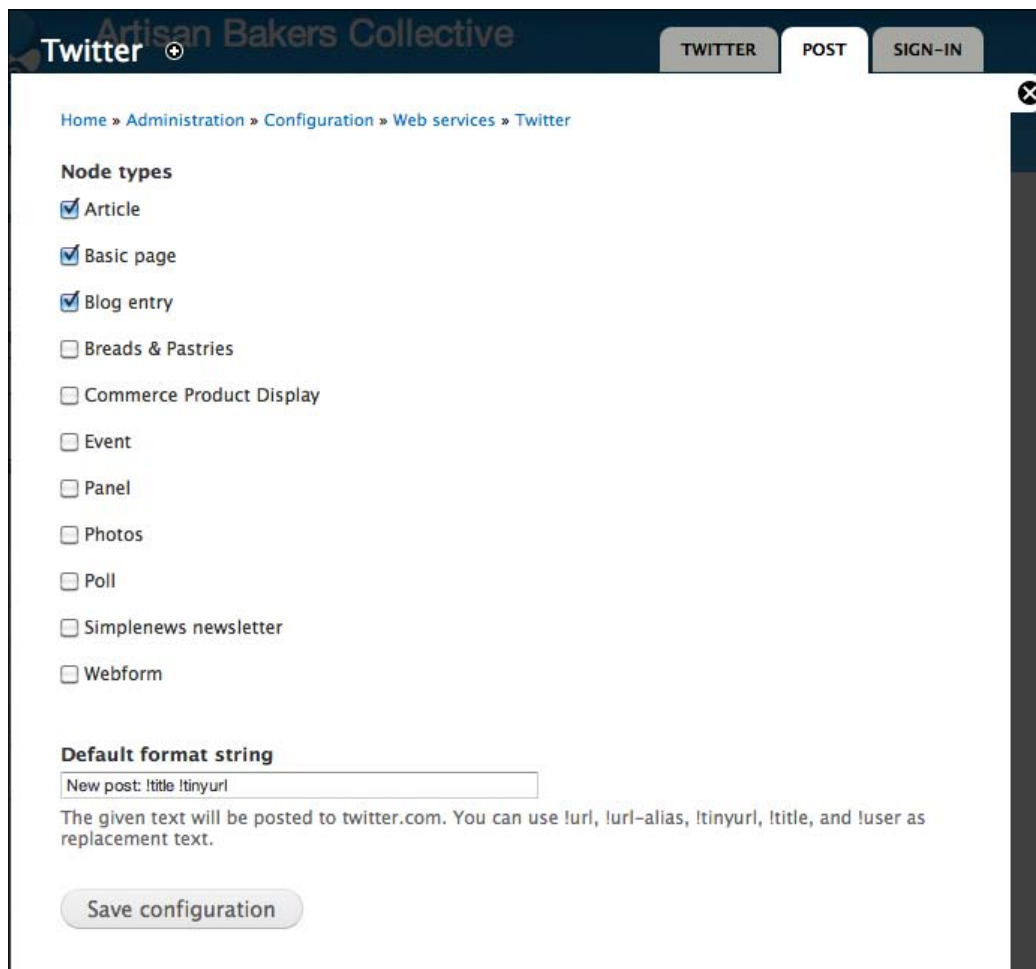 Artisan Bakers Collective
Twitter
TWITTER
POST
SIGN-IN
Home » Administration » Configuration » Web services » Twitter
Node types
Article
Basic page
Blog entry
Breads & Pastries
Commerce Product Display
Event
Panel
Photos
Poll
Simplenews newsletter
Webform
Default format string
New post: !title !tinyurl
The given text will be posted to twitter.com. You can use !url, !url-alias, !tinyurl, !title, and !user as
replacement text.
Save configuration